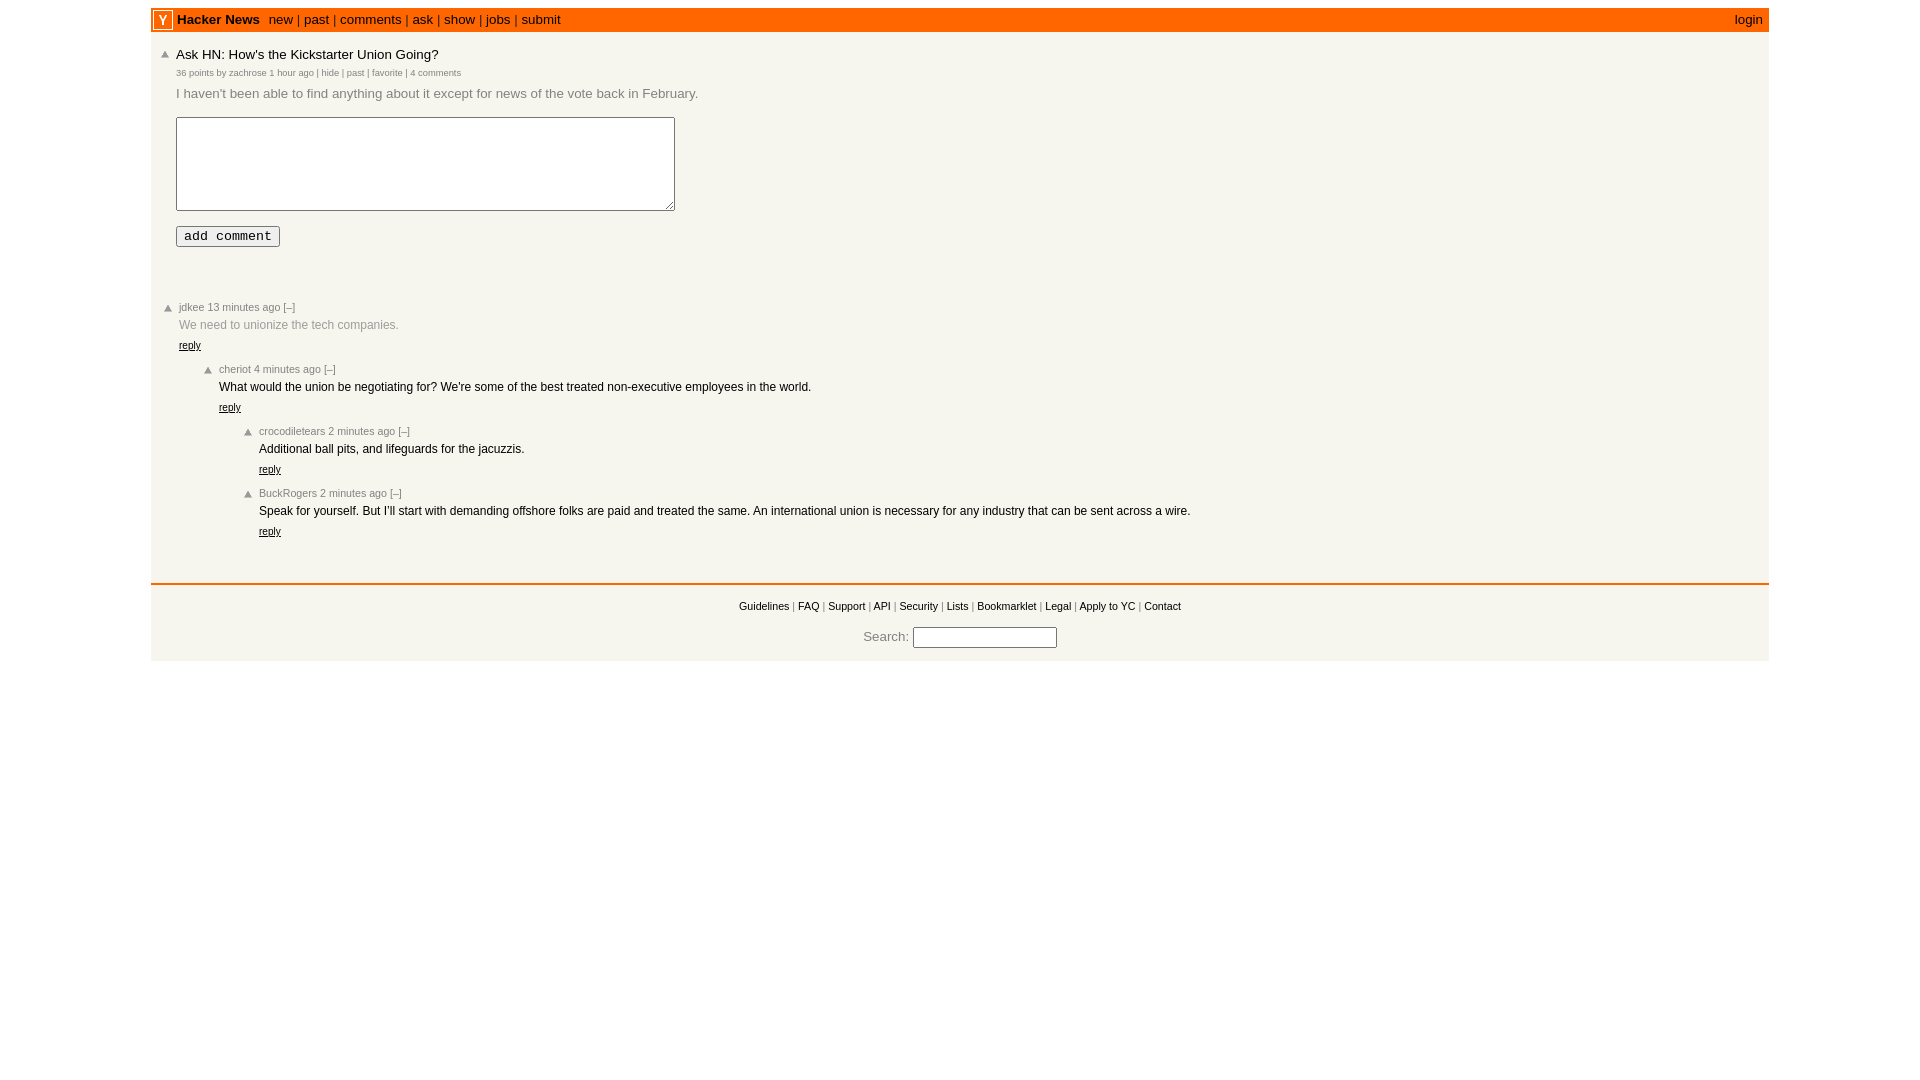 Y Hacker News new | past | comments | ask | show | jobs | submit login
Ask HN: How's the Kickstarter Union Going?
36 points by zachrose 1 hour ago | hide | past | favorite | 4 comments
I haven't been able to find anything about it except for news of the vote back in February.
add comment
jdkee 13 minutes ago [–]
We need to unionize the tech companies.
reply
cheriot 4 minutes ago [–]
What would the union be negotiating for? We're some of the best treated non-executive employees in the world.
reply
crocodiletears 2 minutes ago [–]
Additional ball pits, and lifeguards for the jacuzzis.
reply
BuckRogers 2 minutes ago [–]
Speak for yourself. But I’ll start with demanding offshore folks are paid and treated the same. An international union is necessary for any industry that can be sent across a wire.
reply
Guidelines | FAQ | Support | API | Security | Lists | Bookmarklet | Legal | Apply to YC | Contact
Search: